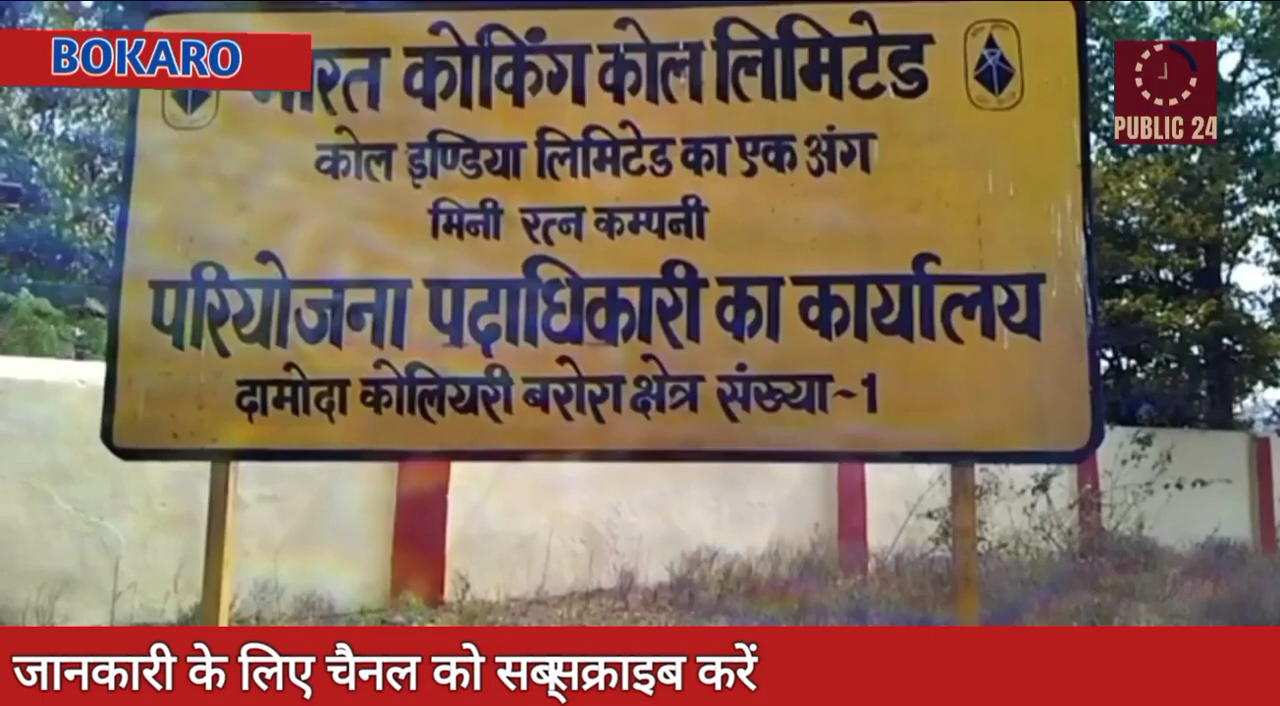 BOKARO
रत कोकिंग कोल लिमिटेड
PUBLIC 24
कोल इण्डिया लिमिटेड का एक अंग
मिनी रत्न कम्पनी
परियोजना पदाधिकारी का कार्यालय
दामोदा कोलियरी बरोरा क्षेत्र संख्या-1
जानकारी के लिए चैनल को सब्सक्राइब करें